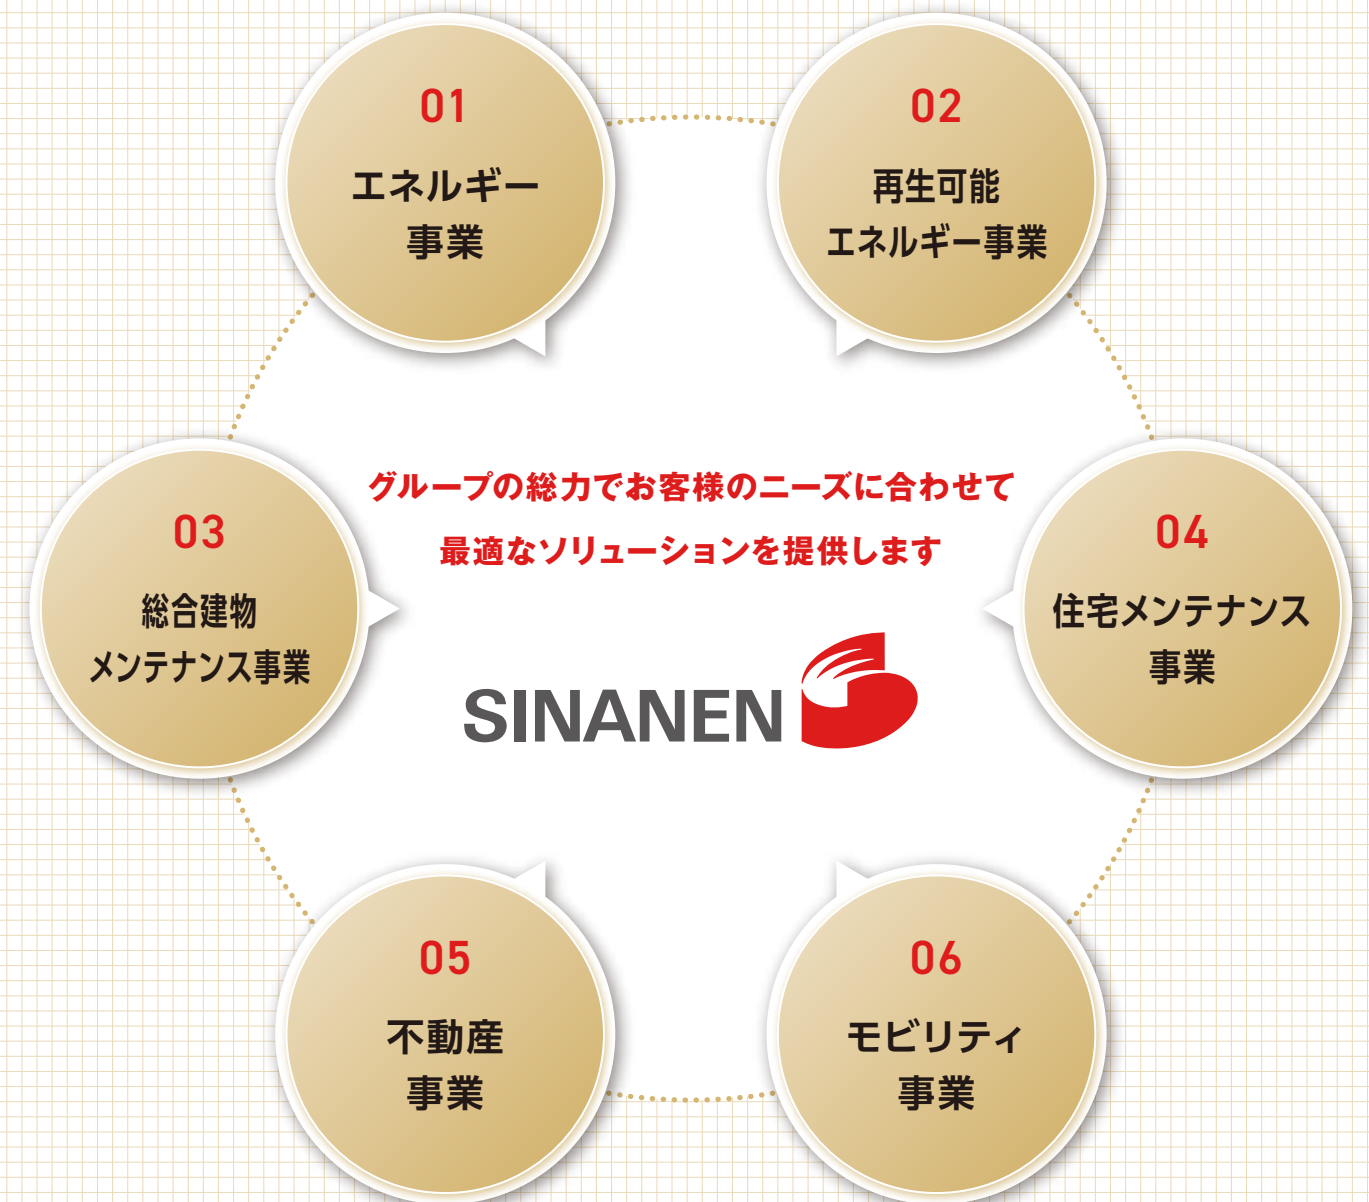 01
エネルギー
事業
02
再生可能
エネルギー事業
グループの総力でお客様のニーズに合わせて
最適なソリューションを提供します
SINANEN
03
総合建物
メンテナンス事業
04
住宅メンテナンス
事業
05
不動産
事業
06
モビリティ
事業